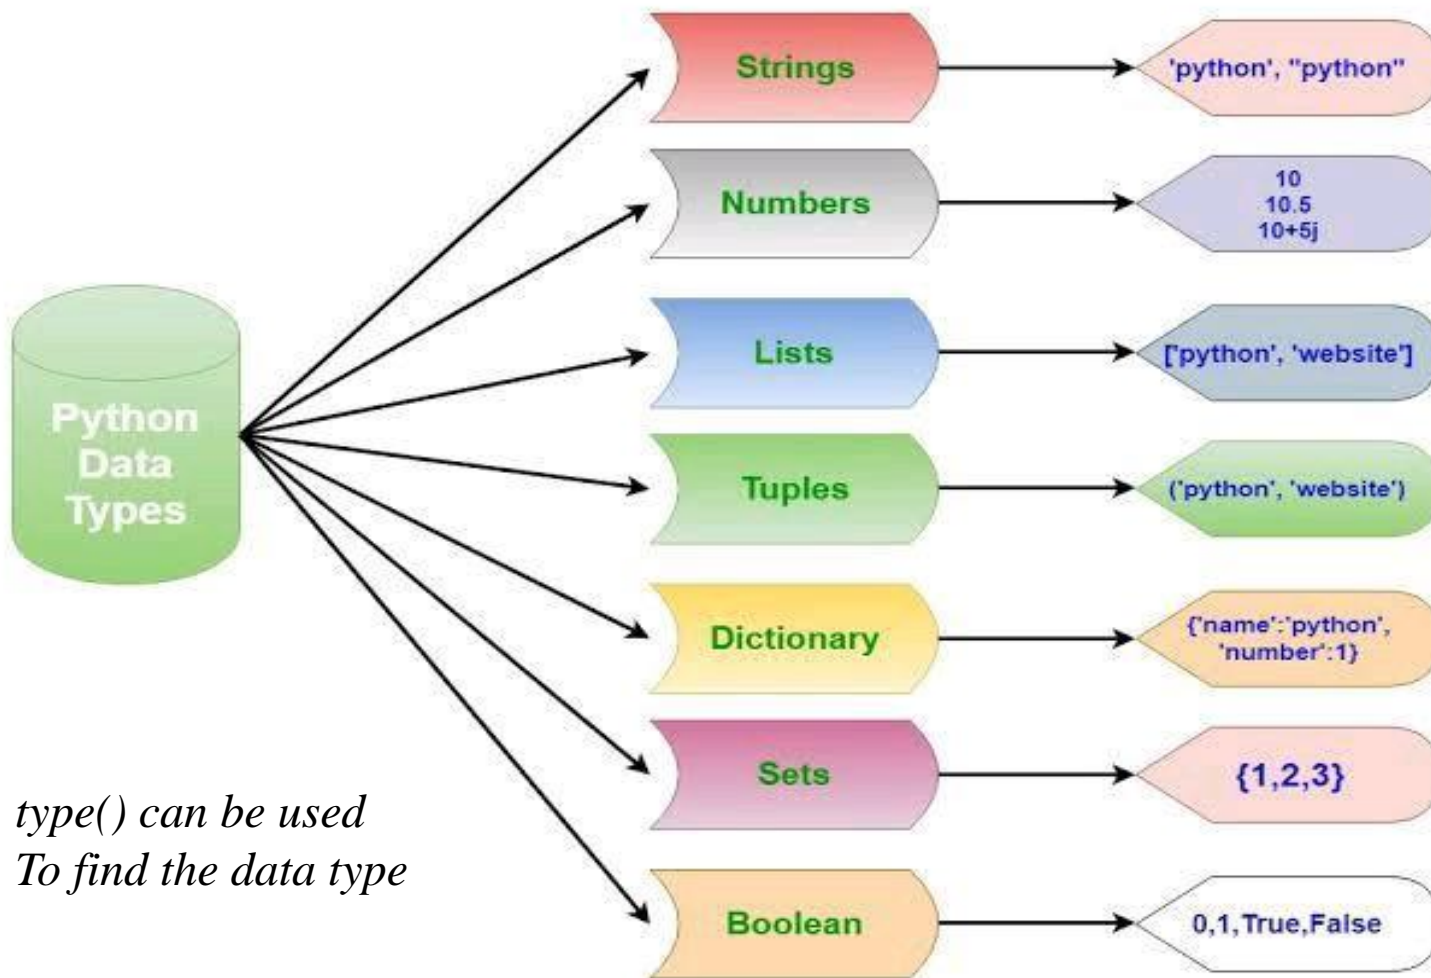 Python
Data
Types
Strings
'python', "python"
Numbers
10
10.5
10+5j
Lists
['python', 'website']
Tuples
('python', 'website')
Dictionary
{'name':'python',
'number':1}
Sets
{1,2,3}
Boolean
0,1,True,False
type() can be used
To find the data type